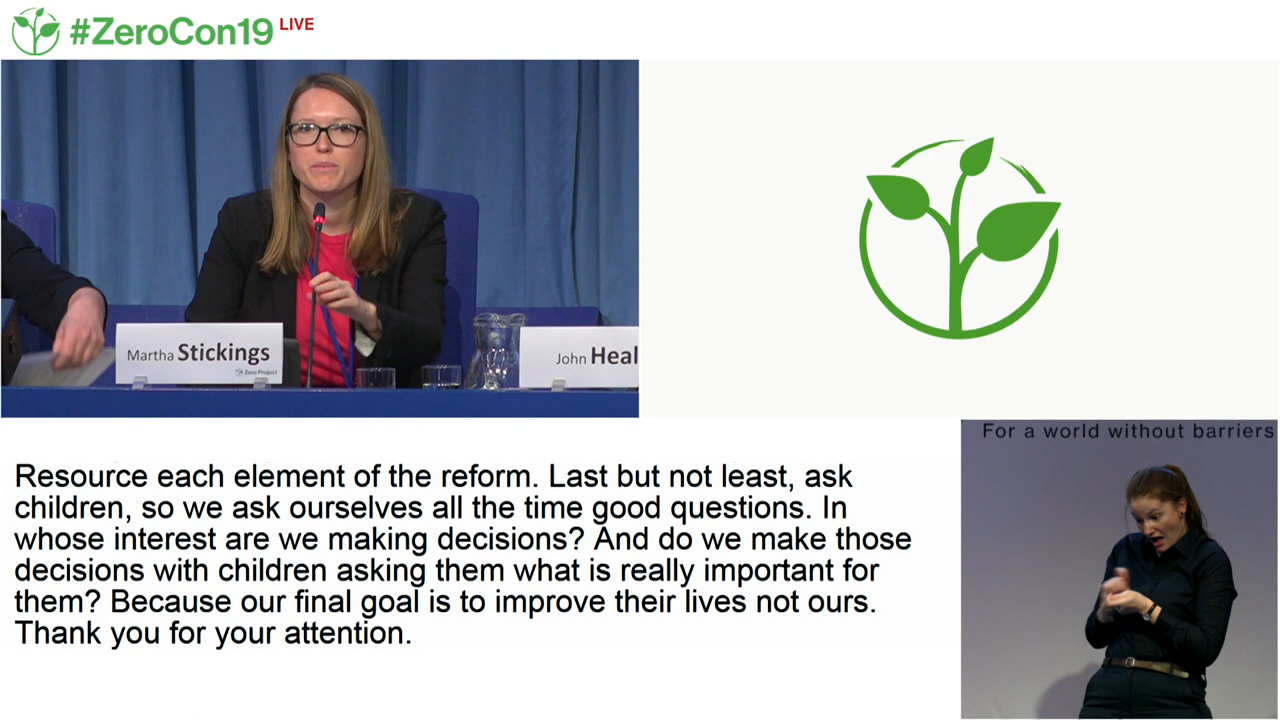 #ZeroCon19 LIVE
Martha Stickings
Zero Project
John Heal
For a world without barriers
Resource each element of the reform. Last but not least, ask
children, so we ask ourselves all the time good questions. In
whose interest are we making decisions? And do we make those
decisions with children asking them what is really important for
them? Because our final goal is to improve their lives not ours.
Thank you for your attention.